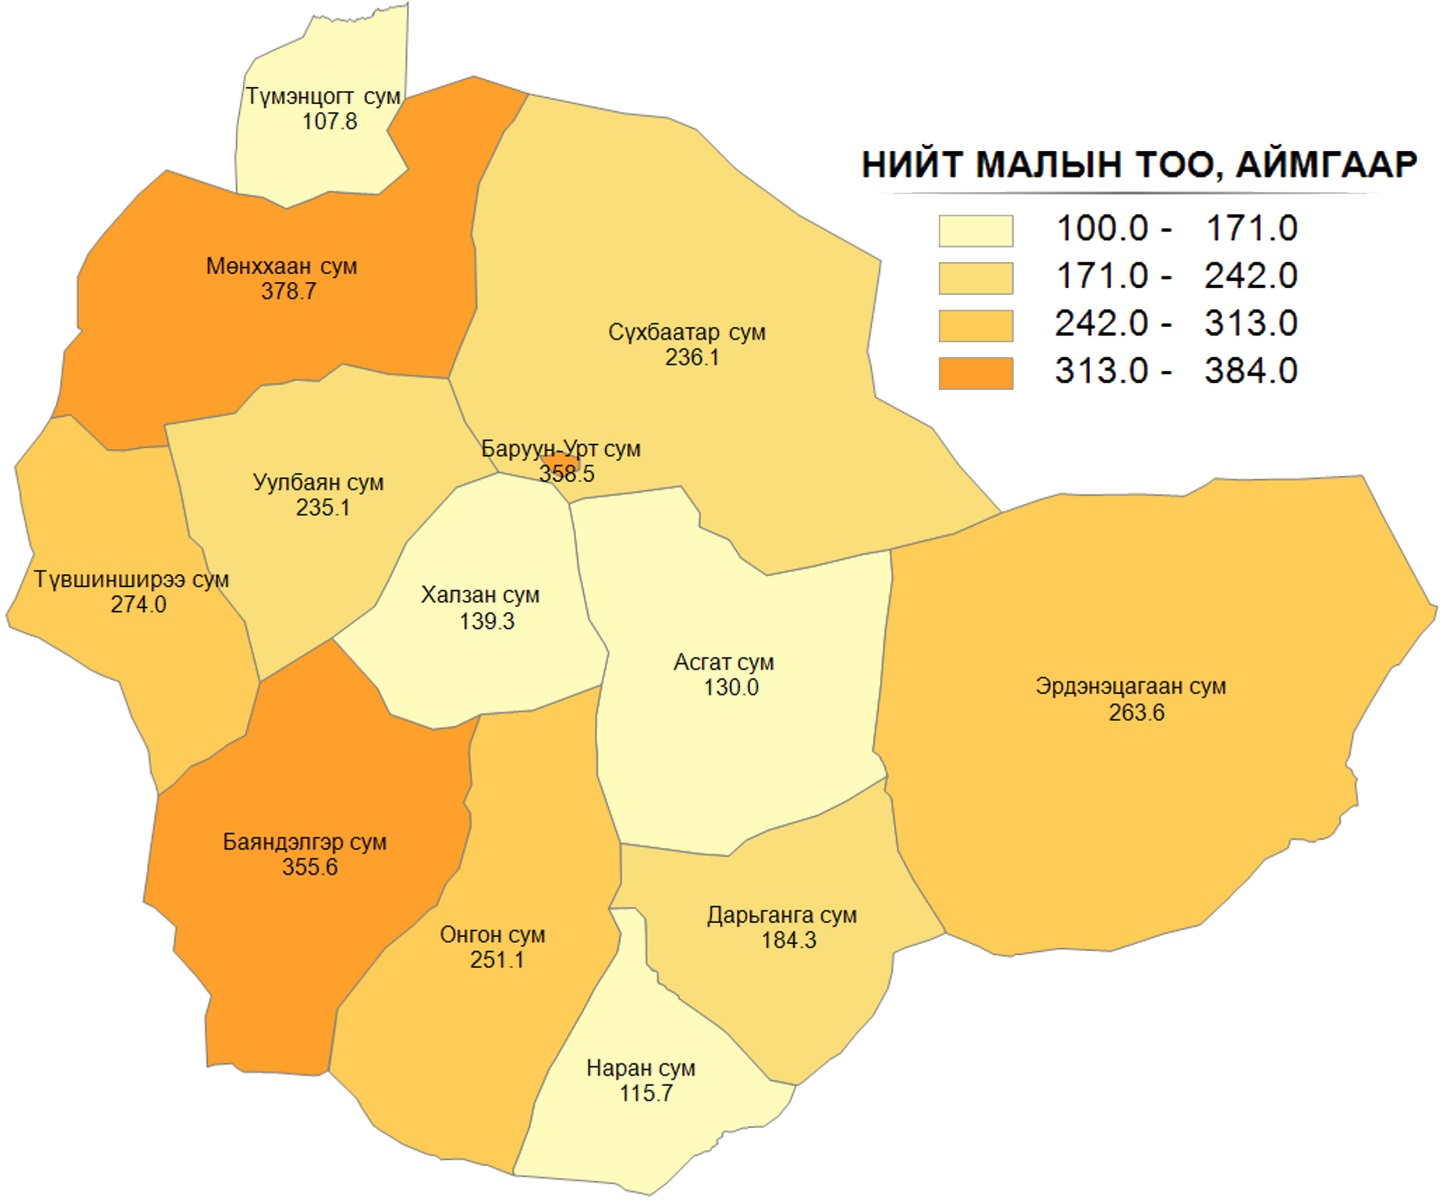 Түмэнцогт сум
107.8
НИЙТ МАЛЫН ТОО, АЙМГААР
100.0 - 171.0
171.0 - 242.0
242.0 - 313.0
313.0 - 384.0
Мөнххаан сум
378.7
Сүхбаатар сум
236.1
Баруун-Урт сум
358.5
Уулбаян сум
235.1
Түвшинширээ сум
274.0
Халзан сум
139.3
Асгат сум
130.0
Эрдэнэцагаан сум
263.6
Баяндэлгэр сум
355.6
Онгон сум
251.1
Дарьганга сум
184.3
Наран сум
115.7